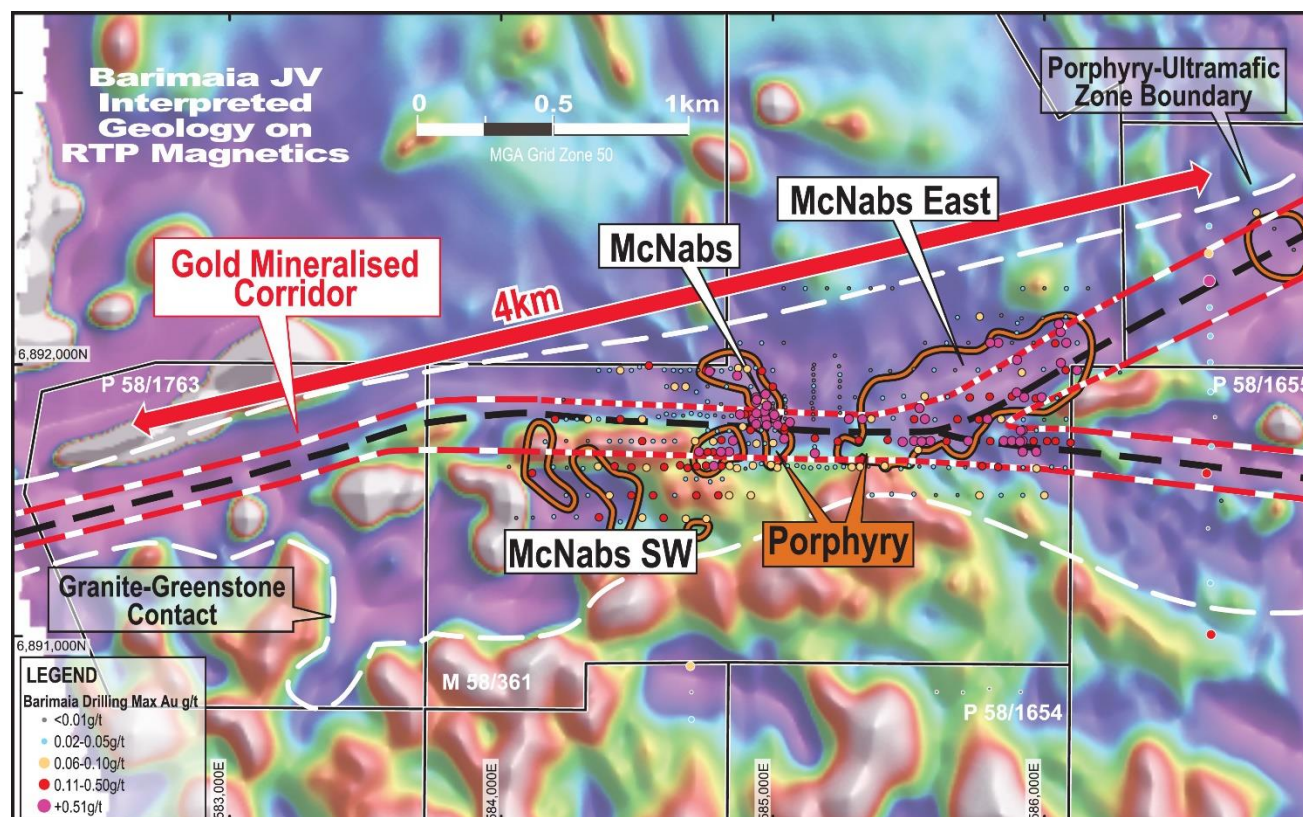 Barimaia JV
Interpreted
Geology on
RTP Magnetics
0 0.5 1km
MGA Grid Zone 50
Porphyry-Ultramafic
Zone Boundary
McNabs East
McNabs
Gold Mineralised
Corridor
4km
6,892,000N
P 58/1763
P 58/1655
McNabs SW
Porphyry
Granite-Greenstone
Contact
6,891,000N
M 58/361
P 58/1654
LEGEND
Barimaia Drilling Max Au g/t
<0.01g/t
0.02-0.05g/t
0.06-0.10g/t
0.11-0.50g/t
+0.51g/t
583,000E
584,000E
585,000E
586,000E